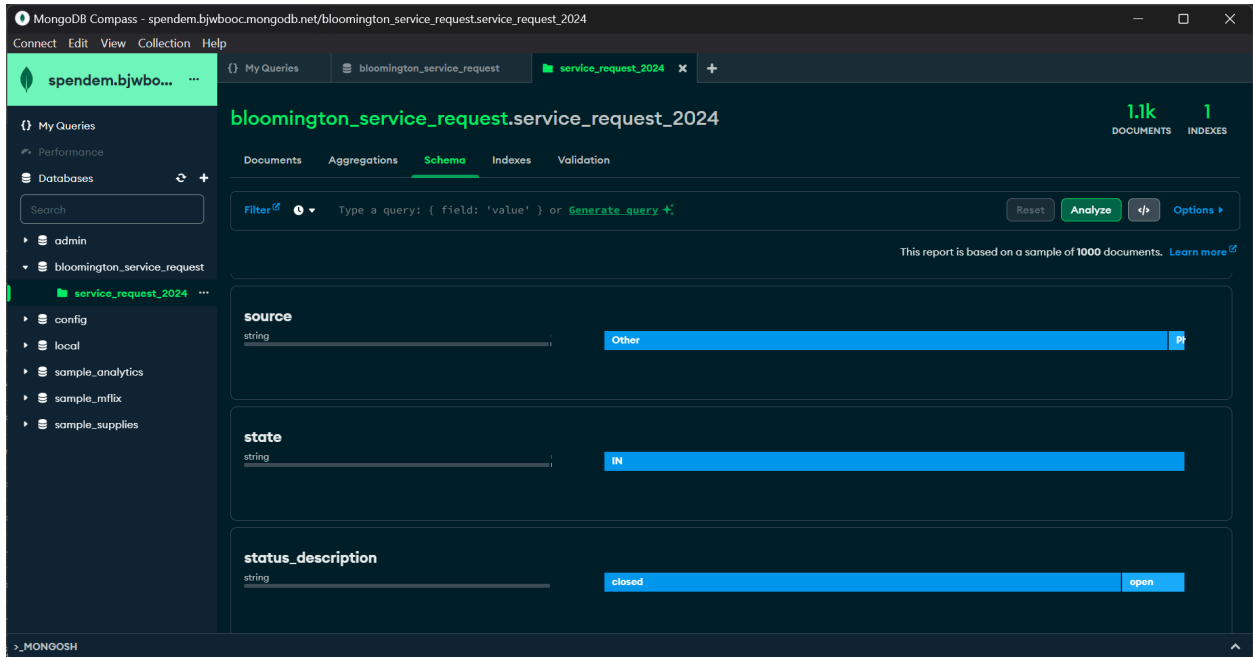 MongoDB Compass - spendem.bjwbooc.mongodb.net/bloomington_service_request.service_request_2024
Connect Edit View Collection Help
spendem.bjwbo... ...
{} My Queries
Performance
Databases
Search
admin
bloomington_service_request
service_request_2024 ...
config
local
sample_analytics
sample_mflix
sample_supplies
{} My Queries bloomington_service_request service_request_2024
bloomington_service_request.service_request_2024
1.1k 1
DOCUMENTS INDEXES
Documents Aggregations Schema Indexes Validation
Filter Type a query: { field: 'value' } or Generate query Reset Analyze </> Options
This report is based on a sample of 1000 documents. Learn more
source
string
Other
state
string
IN
status_description
string
closed open
>_MONGOSH